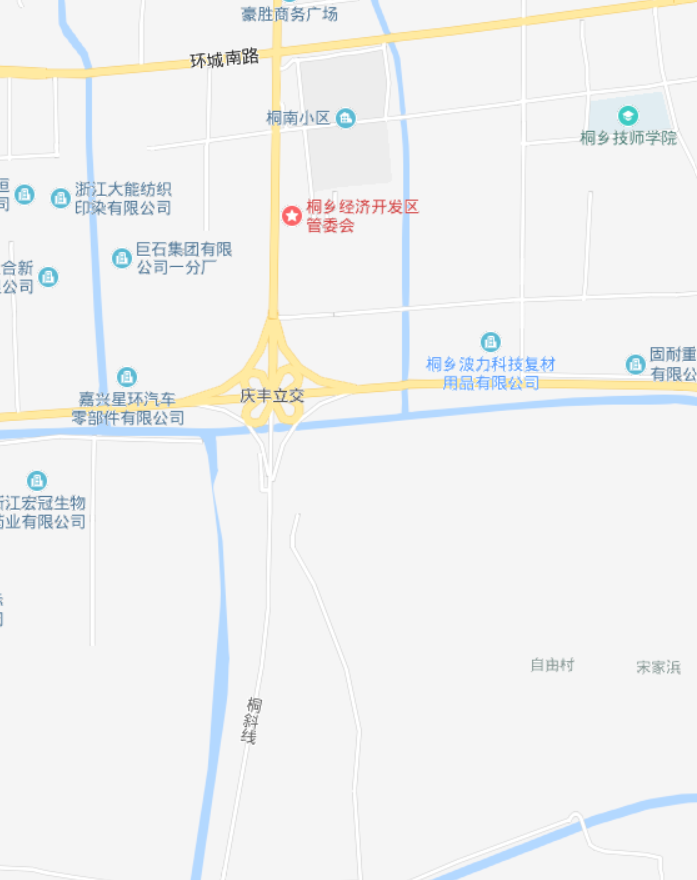 豪胜商务广场
环城南路
桐南小区
桐乡技师学院
恒
司
浙江大能纺织
印染有限公司
桐乡经济开发区
管委会
巨石集团有限
公司一分厂
合新
公司
桐乡波力科技复材
用品有限公司
固耐重
有限公
嘉兴星环汽车
零部件有限公司
庆丰立交
浙江宏冠生物
药业有限公司
自由村
宋家浜
桐斜线